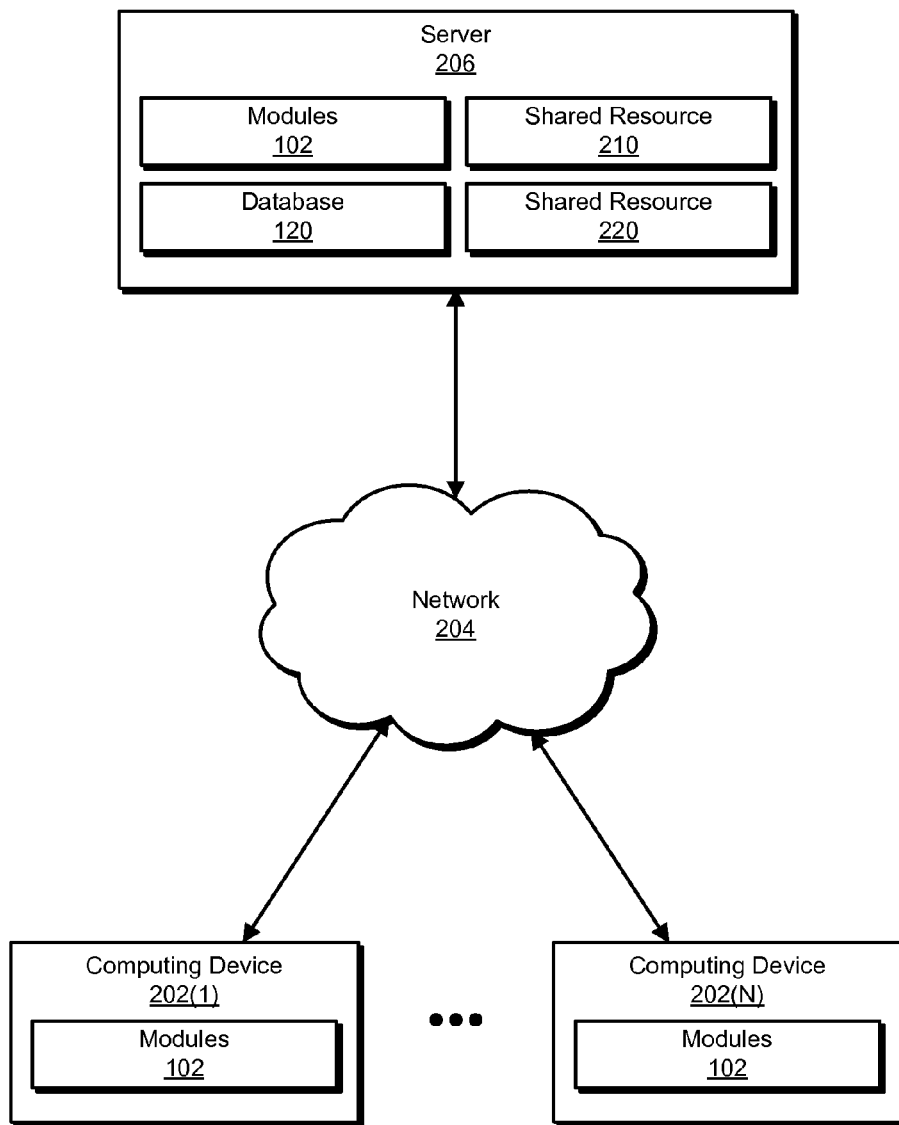 Server
206
Modules
102
Shared Resource
210
Database
120
Shared Resource
220
Network
204
Computing Device
202(1)
Modules
102
Computing Device
202(N)
Modules
102